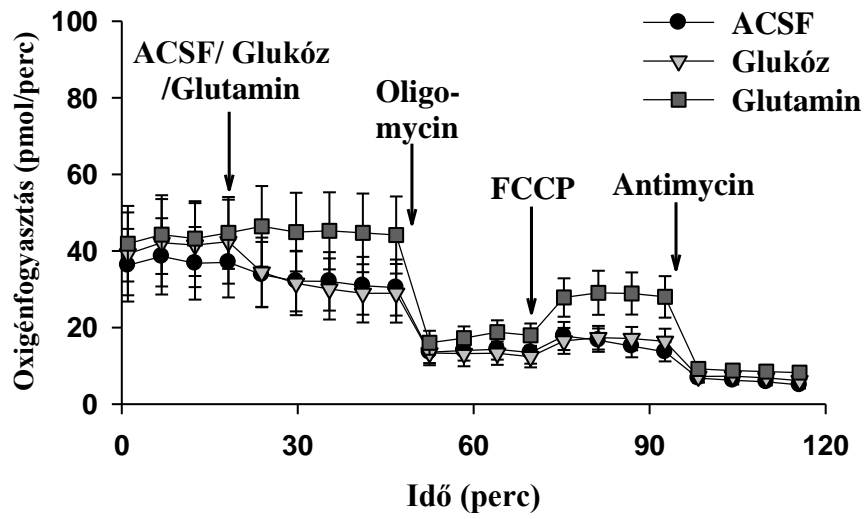 100
80
60
40
20
0
Oxigénfogyasztás (pmol/perc)
ACSF/ Glukóz
/Glutamin
Oligo-
mycin
FCCP
Antimycin
ACSF
Glukóz
Glutamin
0
30
60
90
120
Idő (perc)